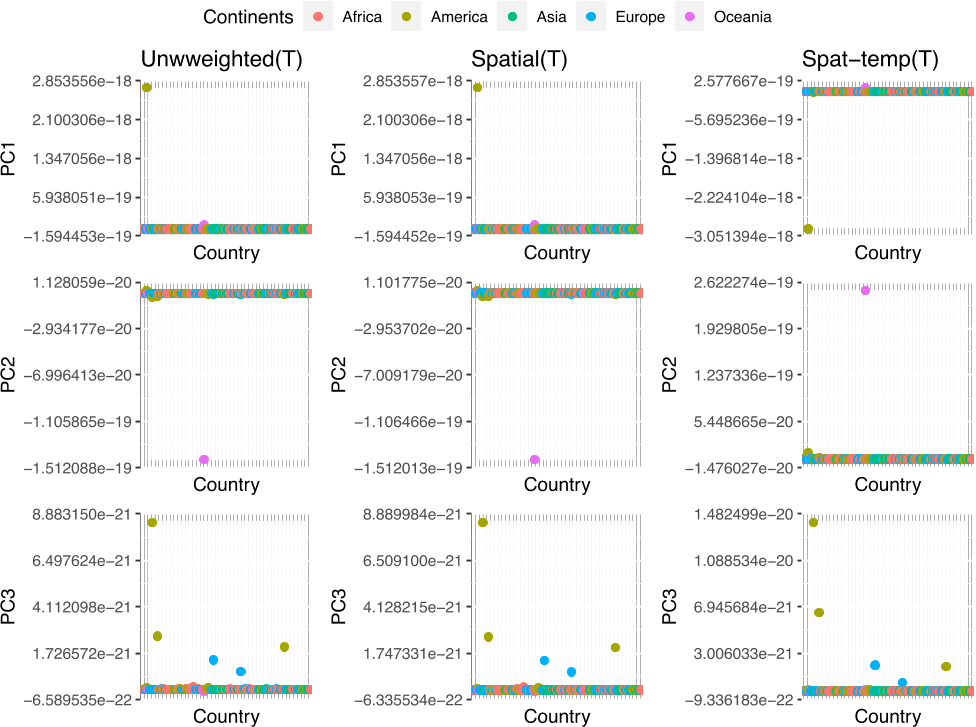 Continents Africa America Asia Europe Oceania
Unwweighted(T) Spatial(T) Spat−temp(T)
PC1
2.853556e−18
2.100306e−18
1.347056e−18
5.938051e−19
−1.594453e−19
Country
PC1
2.853557e−18
2.100306e−18
1.347056e−18
5.938053e−19
−1.594452e−19
Country
PC1
2.577667e−19
−5.695236e−19
−1.396814e−18
−2.224104e−18
−3.051394e−18
Country
PC2
1.128059e−20
−2.934177e−20
−6.996413e−20
−1.105865e−19
−1.512088e−19
Country
PC2
1.101775e−20
−2.953702e−20
−7.009179e−20
−1.106466e−19
−1.512013e−19
Country
PC2
2.622274e−19
1.929805e−19
1.237336e−19
5.448665e−20
−1.476027e−20
Country
PC3
8.883150e−21
6.497624e−21
4.112098e−21
1.726572e−21
−6.589535e−22
Country
PC3
8.889984e−21
6.509100e−21
4.128215e−21
1.747331e−21
−6.335534e−22
Country
PC3
1.482499e−20
1.088534e−20
6.945684e−21
3.006033e−21
−9.336183e−22
Country